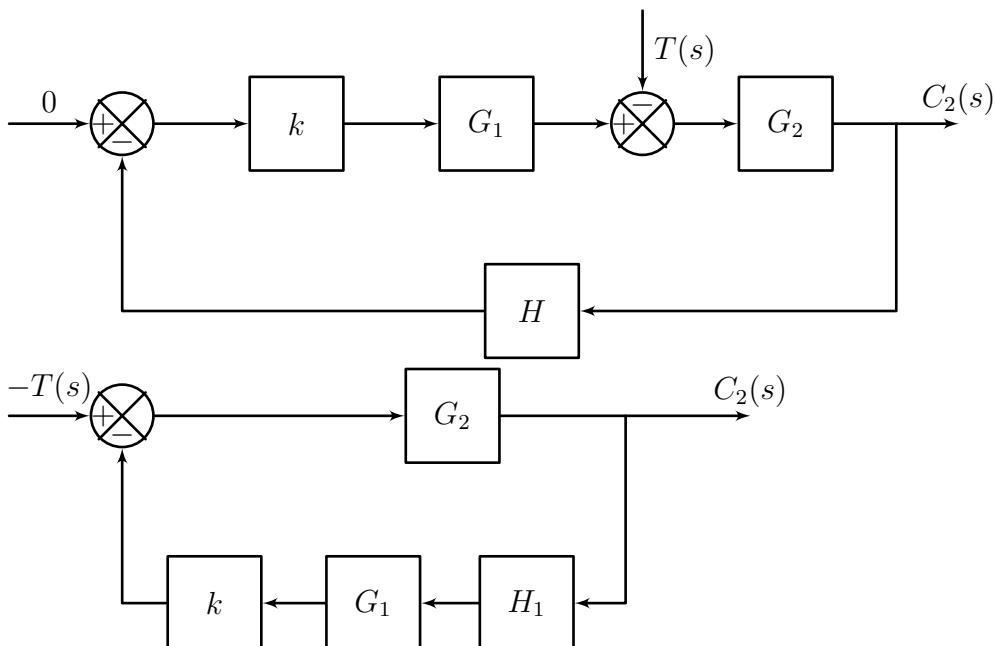 T(s)
0
+
−
k
G₁
−
+
G₂
C₂(s)
H
−T(s)
+
−
G₂
C₂(s)
k
G₁
H₁